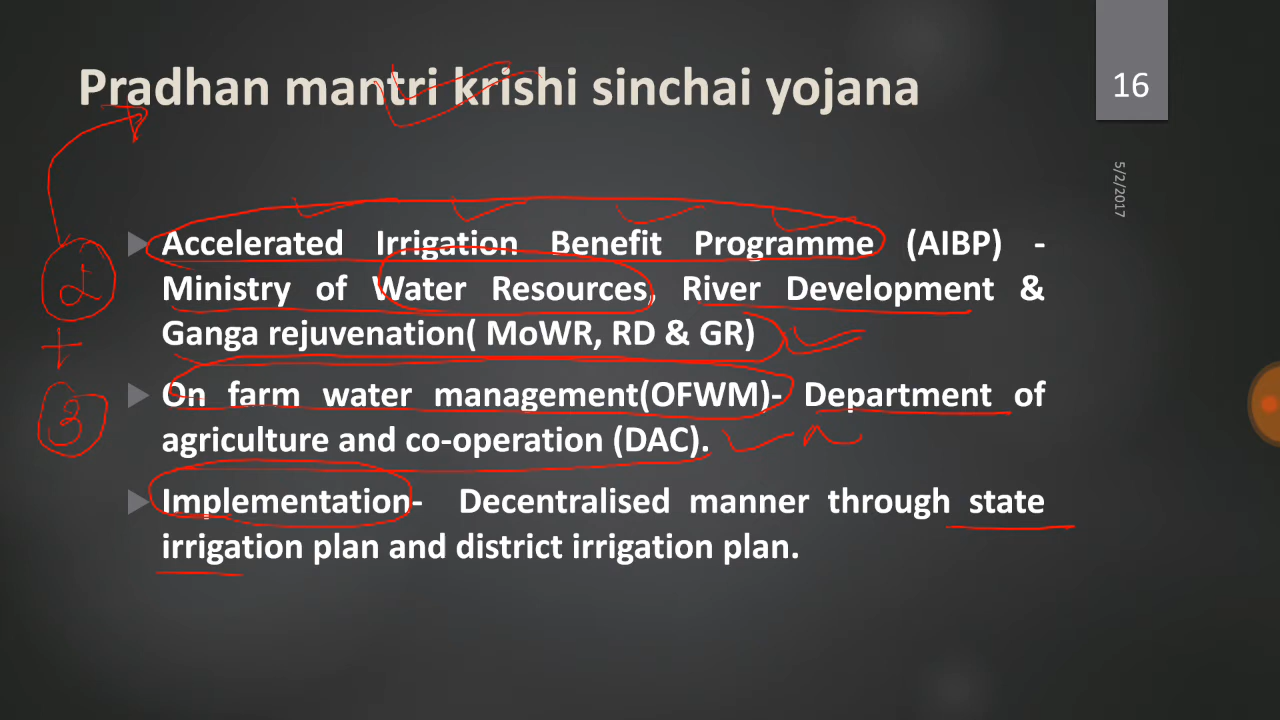 Pradhan mantri krishi sinchai yojana
16
5/2/2017
Accelerated Irrigation Benefit Programme (AIBP) -
Ministry of Water Resources, River Development &
Ganga rejuvenation( MoWR, RD & GR)
2
+
On farm water management(OFWM)- Department of
3
agriculture and co-operation (DAC).
Implementation- Decentralised manner through state
irrigation plan and district irrigation plan.